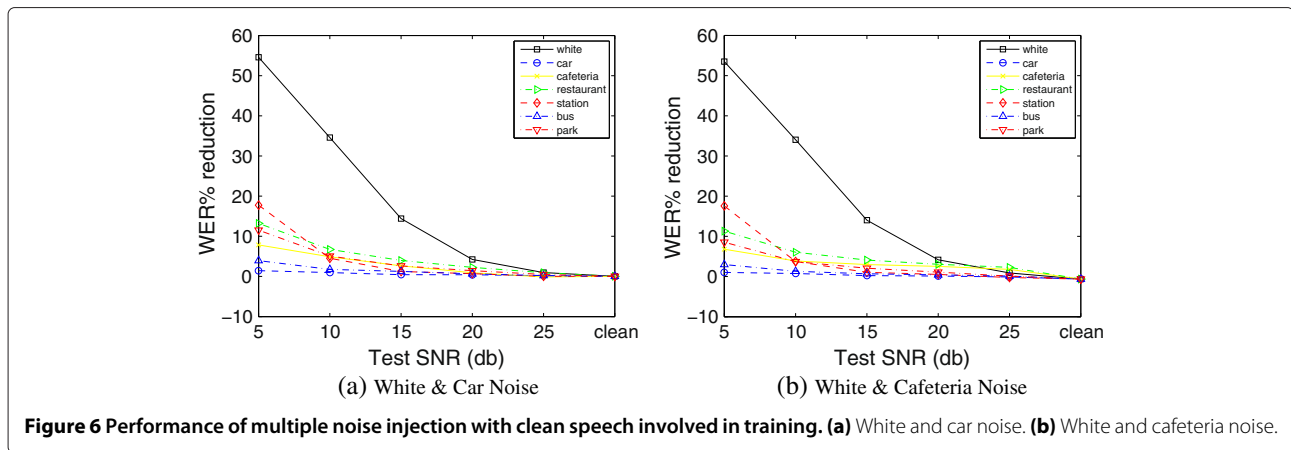 60
50
40
30
20
10
0
−10
WER% reduction
white
car
cafeteria
restaurant
station
bus
park
5 10 15 20 25 clean
Test SNR (db)
(a) White & Car Noise
60
50
40
30
20
10
0
−10
WER% reduction
white
car
cafeteria
restaurant
station
bus
park
5 10 15 20 25 clean
Test SNR (db)
(b) White & Cafeteria Noise
Figure 6 Performance of multiple noise injection with clean speech involved in training. (a) White and car noise. (b) White and cafeteria noise.